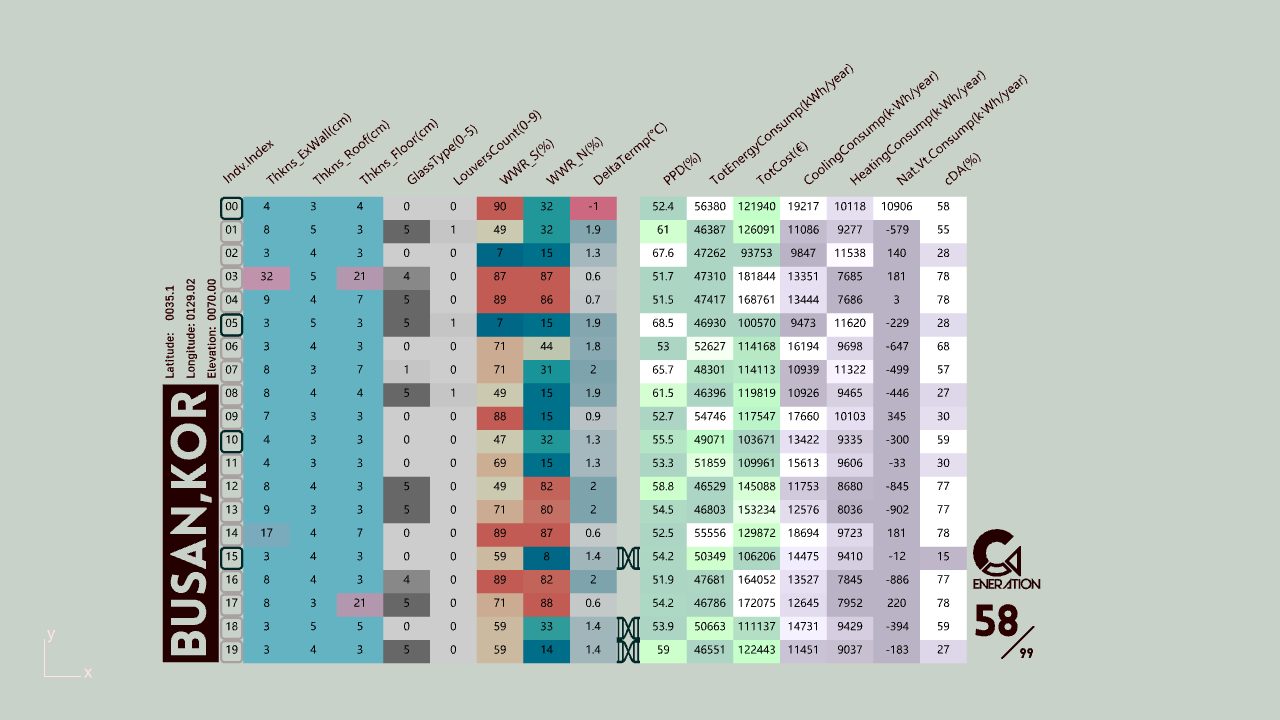 Indv.Index Thkns_ExWall(cm) Thkns_Roof(cm) Thkns_Floor(cm) GlassType(0-5) LouversCount(0-9) WWR_S(%) WWR_N(%) DeltaTermp(°C) PPD(%) TotEnergyConsump(kWh/year) TotCost(€) CoolingConsump(k·Wh/year) HeatingConsump(k·Wh/year) Nat.Vt.Consump(k·Wh/year) cDA(%)
00 4 3 4 0 0 90 32 -1 52.4 56380 121940 19217 10118 10906 58
01 8 5 3 5 1 49 32 1.9 61 46387 126091 11086 9277 -579 55
02 3 4 3 0 0 7 15 1.3 67.6 47262 93753 9847 11538 140 28
03 32 5 21 4 0 87 87 0.6 51.7 47310 181844 13351 7685 181 78
04 9 4 7 5 0 89 86 0.7 51.5 47417 168761 13444 7686 3 78
05 3 5 3 5 1 7 15 1.9 68.5 46930 100570 9473 11620 -229 28
06 3 4 3 0 0 71 44 1.8 53 52627 114168 16194 9698 -647 68
07 8 3 7 1 0 71 31 2 65.7 48301 114113 10939 11322 -499 57
08 8 4 4 5 1 49 15 1.9 61.5 46396 119819 10926 9465 -446 27
09 7 3 3 0 0 88 15 0.9 52.7 54746 117547 17660 10103 345 30
10 4 3 3 0 0 47 32 1.3 55.5 49071 103671 13422 9335 -300 59
11 4 3 3 0 0 69 15 1.3 53.3 51859 109961 15613 9606 -33 30
12 8 4 3 5 0 49 82 2 58.8 46529 145088 11753 8680 -845 77
13 9 3 3 5 0 71 80 2 54.5 46803 153234 12576 8036 -902 77
14 17 4 7 0 0 89 87 0.6 52.5 55556 129872 18694 9723 181 78
15 3 4 3 0 0 59 8 1.4 54.2 50349 106206 14475 9410 12 15
16 8 4 3 4 0 89 82 2 51.9 47681 164052 13527 7845 -886 77
17 8 3 21 5 0 71 88 0.6 54.2 46786 172075 12645 7952 220 78
18 3 5 5 0 0 59 33 1.4 53.9 50663 111137 14731 9429 -394 59
19 3 4 3 5 0 59 14 1.4 59 46551 122443 11451 9037 -183 27
BUSAN,KOR
Latitude: 0035.1
Longitude: 0129.02
Elevation: 0070.00
ENERATION
58/99
y
x